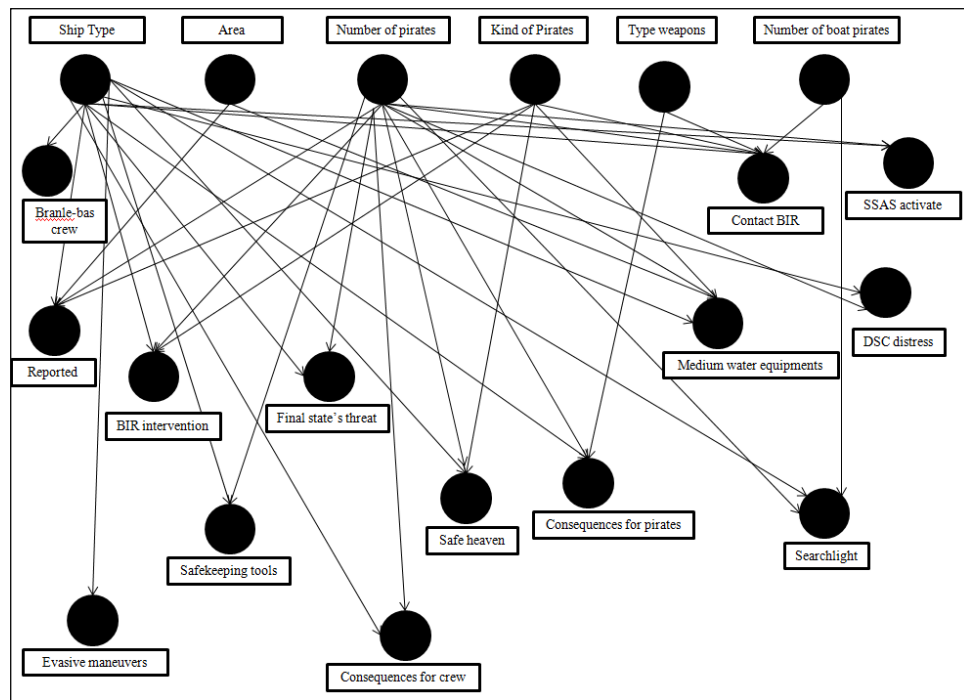 Ship Type
Area
Number of pirates
Kind of Pirates
Type weapons
Number of boat pirates
Branle-bas
crew
Contact BIR
SSAS activate
Reported
BIR intervention
Final state’s threat
Medium water equipments
DSC distress
Safekeeping tools
Safe heaven
Consequences for pirates
Searchlight
Evasive maneuvers
Consequences for crew